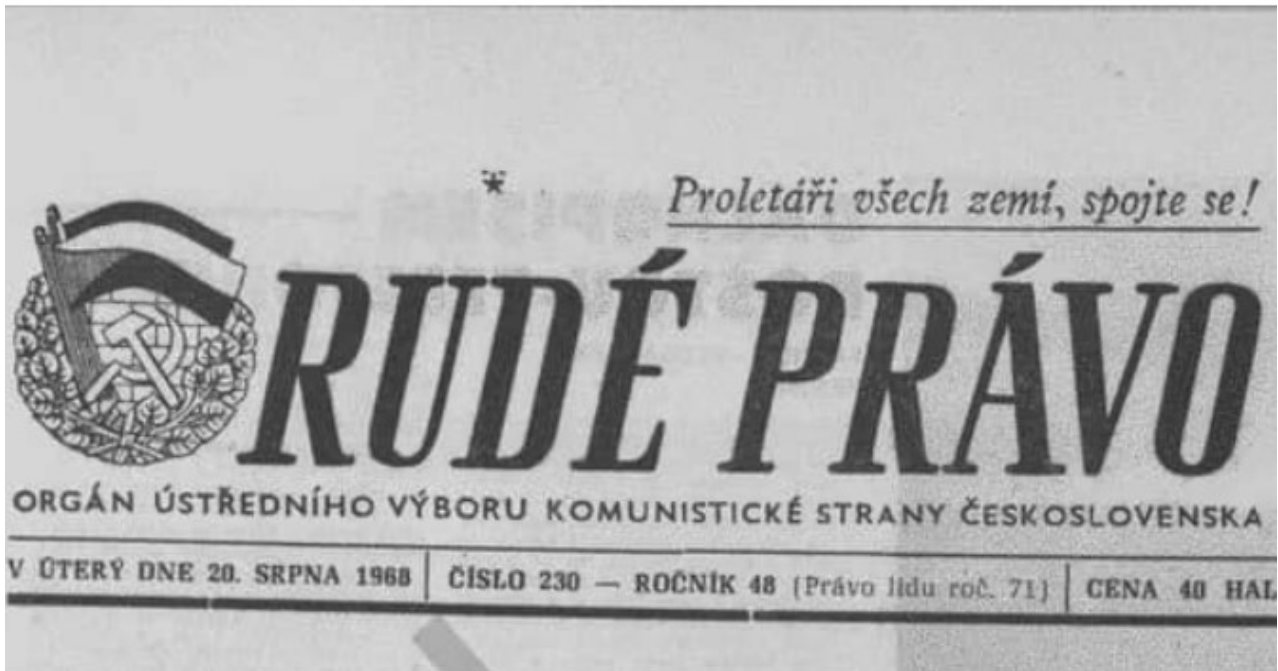 Proletáři všech zemí, spojte se!
RUDÉ PRÁVO
ORGÁN ÚSTŘEDNÍHO VÝBORU KOMUNISTICKÉ STRANY ČESKOSLOVENSKA
V ÚTERÝ DNE 20. SRPNA 1968 | ČÍSLO 230 — ROČNÍK 48 (Právo lidu roč. 71) | CENA 40 HAL